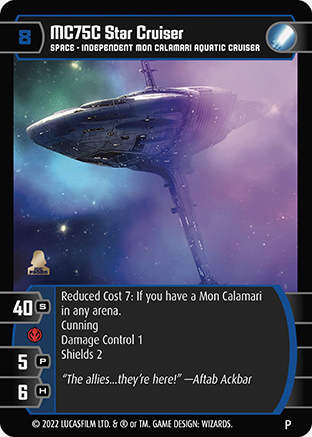 8 MC75C Star Cruiser
SPACE - INDEPENDENT MON CALAMARI AQUATIC CRUISER
40 S
5 P
6 H
Reduced Cost 7: If you have a Mon Calamari
in any arena.
Cunning
Damage Control 1
Shields 2
"The allies...they're here!" —Aftab Ackbar
© 2022 LUCASFILM LTD. & ® or TM. GAME DESIGN: WIZARDS.
P